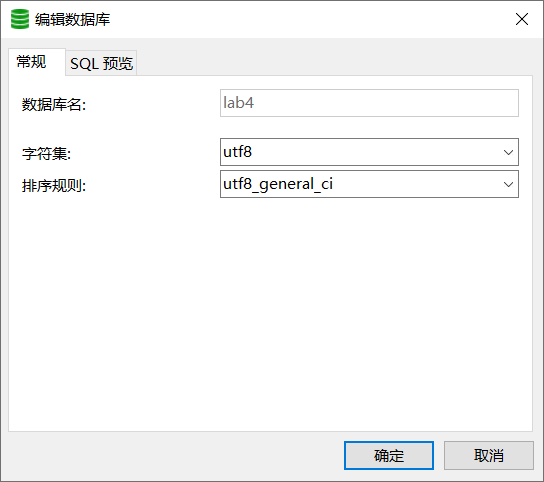 编辑数据库
常规
SQL 预览
数据库名:
lab4
字符集:
utf8
排序规则:
utf8_general_ci
确定
取消